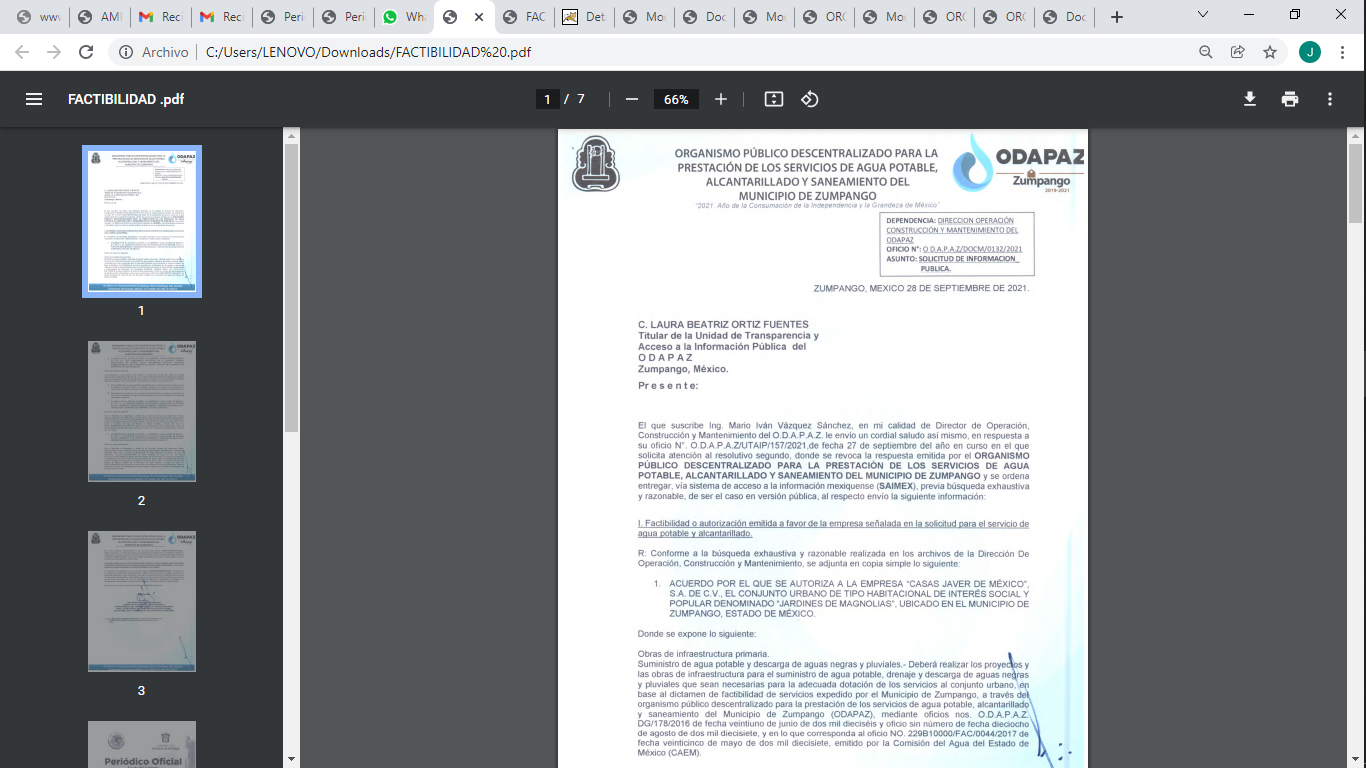 www
AMI
Reci
Reci
Peri
Peri
Wha
FAC
Det
Mod
Doc
Mod
ORG
Mod
ORG
ORG
Doc
Archivo
C:/Users/LENOVO/Downloads/FACTIBILIDAD%20.pdf
J
FACTIBILIDAD .pdf
1 / 7
66%
1
2
3
Periódico Oficial
ORGANISMO PÚBLICO DESCENTRALIZADO PARA LA
PRESTACIÓN DE LOS SERVICIOS DE AGUA POTABLE,
ALCANTARILLADO Y SANEAMIENTO DEL
MUNICIPIO DE ZUMPANGO
"2021. Año de la Consumación de la Independencia y la Grandeza de México"
ODAPAZ
Zumpango
2019-2021
DEPENDENCIA: DIRECCION OPERACIÓN
CONSTRUCCIÓN Y MANTENIMIENTO DEL
ODAPAZ
OFICIO N°: O.D.A.P.A.Z/DOCM/0132/2021
ASUNTO: SOLICITUD DE INFORMACION
PUBLICA.
ZUMPANGO, MEXICO 28 DE SEPTIEMBRE DE 2021.
C. LAURA BEATRIZ ORTIZ FUENTES
Titular de la Unidad de Transparencia y
Acceso a la Información Pública del
O D A P A Z
Zumpango, México.
P r e s e n t e:
El que suscribe Ing. Mario Iván Vázquez Sánchez, en mi calidad de Director de Operación,
Construcción y Mantenimiento del O.D.A.P.A.Z. le envío un cordial saludo así mismo, en respuesta a
su oficio N°. O.D.A.P.A.Z/UTAIP/157/2021,de fecha 27 de septiembre del año en curso en el que
solicita atención al resolutivo segundo, donde se revoca la respuesta emitida por el ORGANISMO
PÚBLICO DESCENTRALIZADO PARA LA PRESTACIÓN DE LOS SERVICIOS DE AGUA
POTABLE, ALCANTARILLADO Y SANEAMIENTO DEL MUNICIPIO DE ZUMPANGO y se ordena
entregar, vía sistema de acceso a la información mexiquense (SAIMEX), previa búsqueda exhaustiva
y razonable, de ser el caso en versión pública, al respecto envío la siguiente información:
I. Factibilidad o autorización emitida a favor de la empresa señalada en la solicitud para el servicio de
agua potable y alcantarillado.
R: Conforme a la búsqueda exhaustiva y razonable realizada en los archivos de la Dirección De
Operación, Construcción y Mantenimiento, se adjunta en copia simple lo siguiente:
1. ACUERDO POR EL QUE SE AUTORIZA A LA EMPRESA "CASAS JAVER DE MÉXICO",
S.A. DE C.V., EL CONJUNTO URBANO DE TIPO HABITACIONAL DE INTERÉS SOCIAL Y
POPULAR DENOMINADO "JARDINES DE MAGNOLIAS", UBICADO EN EL MUNICIPIO DE
ZUMPANGO, ESTADO DE MÉXICO.
Donde se expone lo siguiente:
Obras de infraestructura primaria.
Suministro de agua potable y descarga de aguas negras y pluviales.- Deberá realizar los proyectos y
las obras de infraestructura para el suministro de agua potable, drenaje y descarga de aguas negras
y pluviales que sean necesarias para la adecuada dotación de los servicios al conjunto urbano, en
base al dictamen de factibilidad de servicios expedido por el Municipio de Zumpango, a través del
organismo público descentralizado para la prestación de los servicios de agua potable, alcantarillado
y saneamiento del Municipio de Zumpango (ODAPAZ), mediante oficios nos. O.D.A.P.A.Z.
DG/178/2016 de fecha veintiuno de junio de dos mil dieciséis y oficio sin número de fecha dieciocho
de agosto de dos mil diecisiete, y en lo que corresponda al oficio NO. 229B10000/FAC/0044/2017 de
fecha veinticinco de mayo de dos mil diecisiete, emitido por la Comisión del Agua del Estado de
México (CAEM).